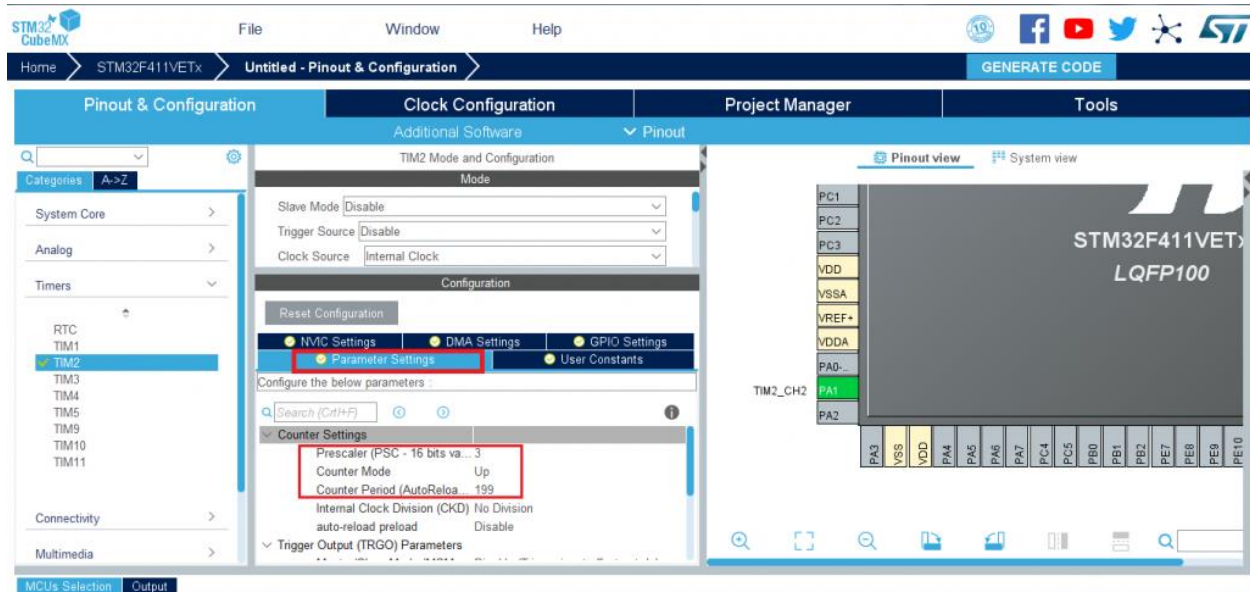 STM32 CubeMX
File Window Help
10
Home STM32F411VETx Untitled - Pinout & Configuration GENERATE CODE
Pinout & Configuration Clock Configuration Project Manager Tools
Additional Software Pinout
TIM2 Mode and Configuration
Pinout view System view
Categories A->Z
Mode
System Core
Analog
Timers
RTC
TIM1
TIM2
TIM3
TIM4
TIM5
TIM9
TIM10
TIM11
Connectivity
Multimedia
Slave Mode Disable
Trigger Source Disable
Clock Source Internal Clock
Configuration
Reset Configuration
NVIC Settings DMA Settings GPIO Settings
Parameter Settings User Constants
Configure the below parameters :
Search (Crtl+F)
Counter Settings
Prescaler (PSC - 16 bits va... 3
Counter Mode Up
Counter Period (AutoReloa... 199
Internal Clock Division (CKD) No Division
auto-reload preload Disable
Trigger Output (TRGO) Parameters
PC1
PC2
PC3
VDD
VSSA
VREF+
VDDA
PA0-..
TIM2_CH2 PA1
PA2
STM32F411VETx
LQFP100
PA3 VSS VDD PA4 PA5 PA6 PA7 PC4 PC5 PB0 PB1 PB2 PE7 PE8 PE9 PE10
MCUs Selection Output